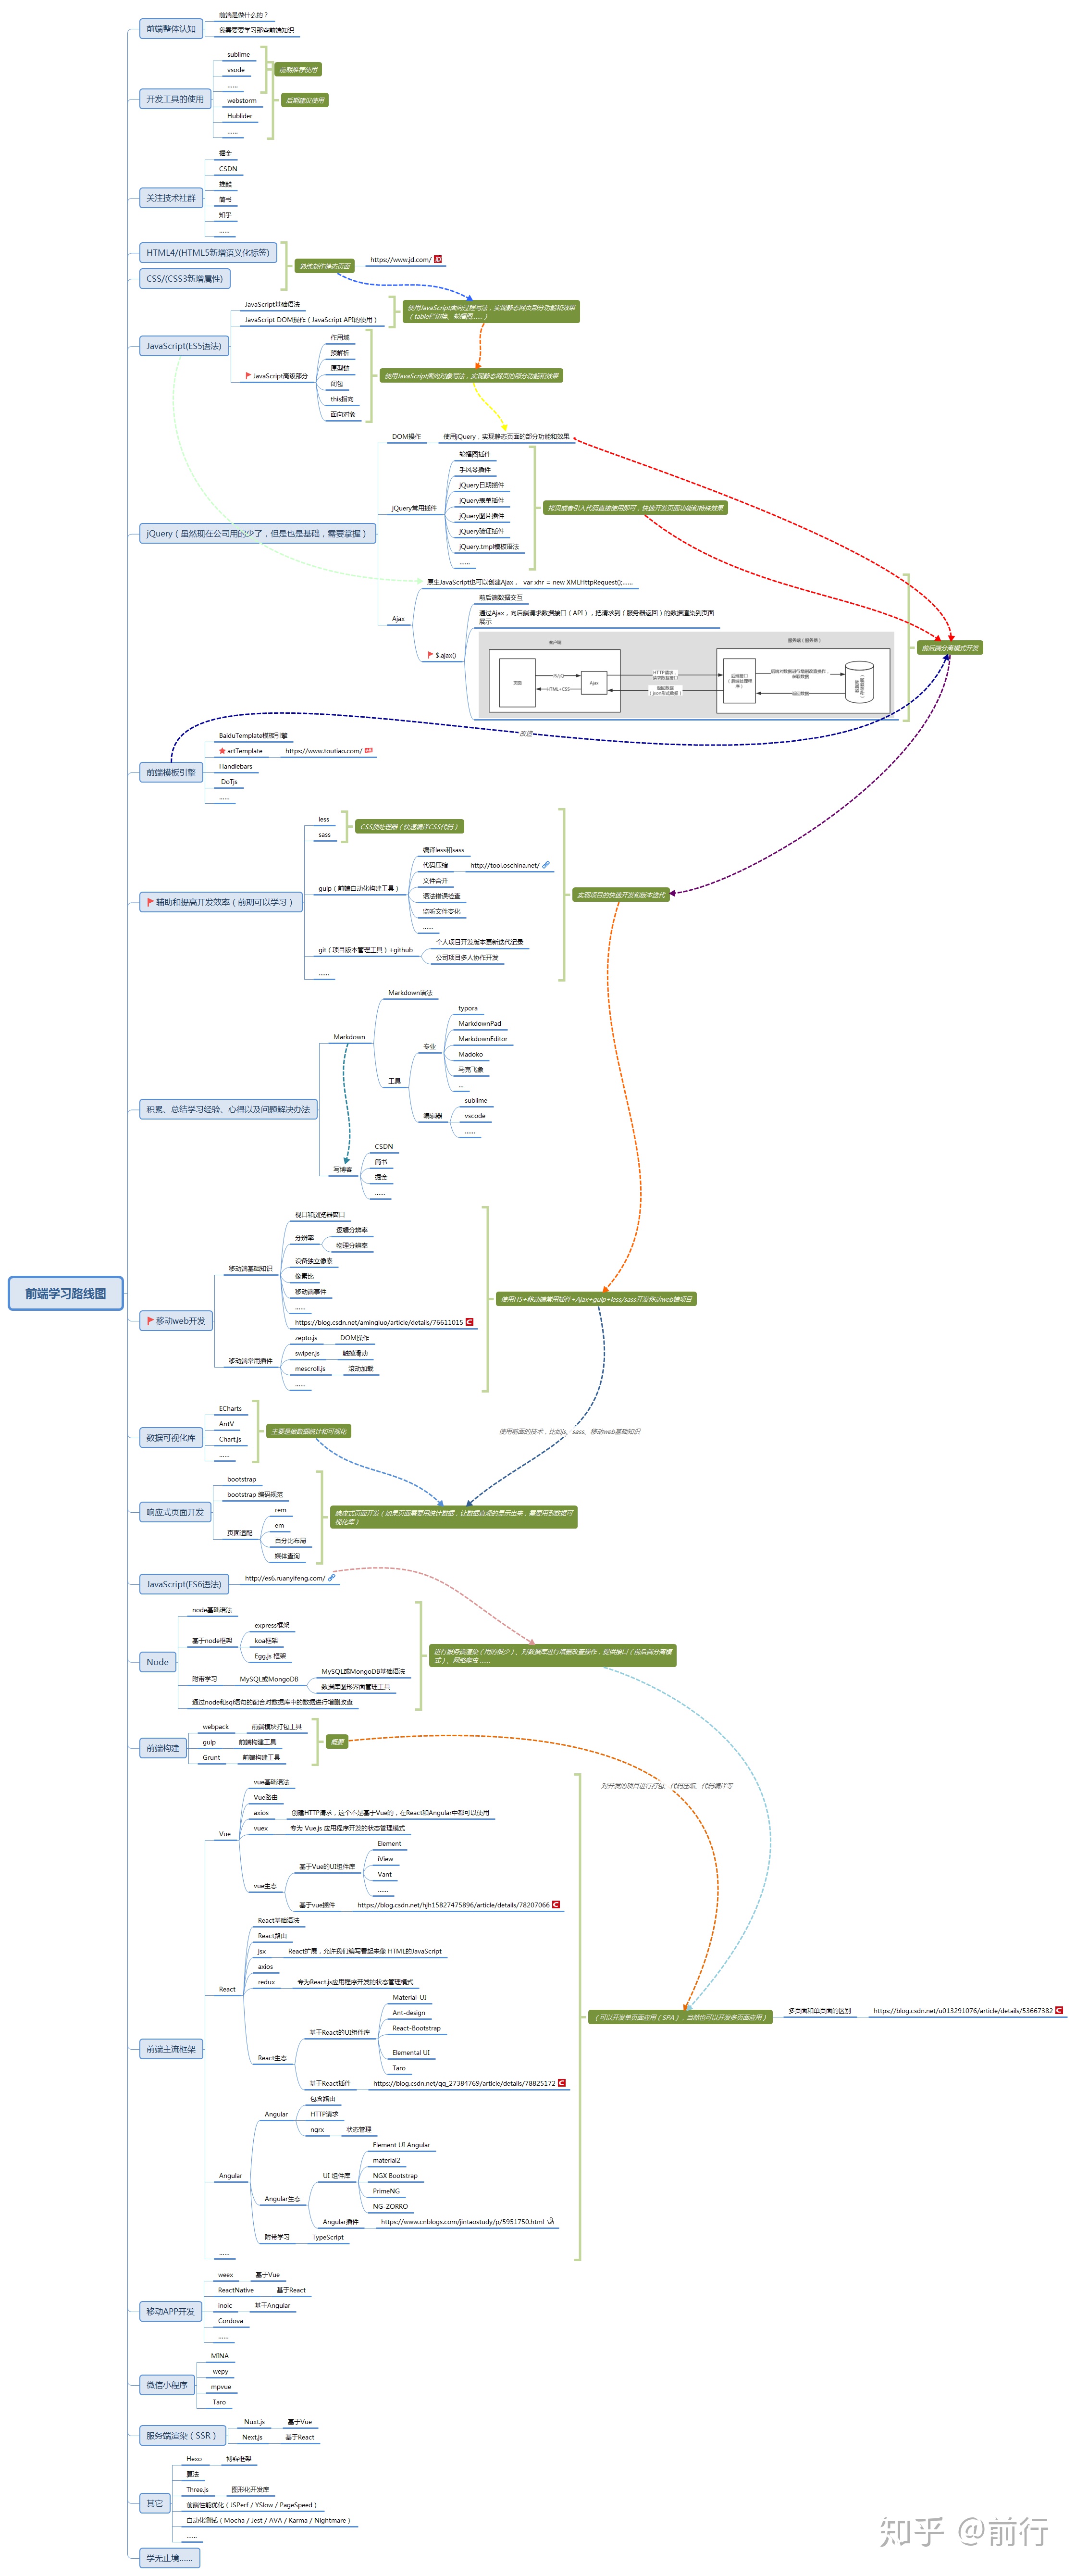 前端学习路线图
前端整体认知
前端是做什么的？
我需要要学习那些前端知识
开发工具的使用
sublime
vsode
......
webstorm
Hublider
......
前期推荐使用
后期建议使用
关注技术社群
掘金
CSDN
推酷
简书
知乎
......
HTML4/(HTML5新增语义化标签)
CSS/(CSS3新增属性)
熟练制作静态页面
https://www.jd.com/
JavaScript(ES5语法)
JavaScript基础语法
JavaScript DOM操作（JavaScript API的使用）
使用JavaScript面向过程写法，实现静态网页部分功能和效果
（table栏切换、轮播图......）
JavaScript高级部分
作用域
预解析
原型链
闭包
this指向
面向对象
使用JavaScript面向对象写法，实现静态网页的部分功能和效果
jQuery（虽然现在公司用的少了，但是也是基础，需要掌握）
DOM操作
使用jQuery，实现静态页面的部分功能和效果
jQuery常用插件
轮播图插件
手风琴插件
jQuery日期插件
jQuery表单插件
jQuery图片插件
jQuery验证插件
jQuery.tmpl模板语法
......
拷贝或者引入代码直接使用即可，快速开发页面功能和特殊效果
Ajax
原生JavaScript也可以创建Ajax， var xhr = new XMLHttpRequest();......
$.ajax()
前后端数据交互
通过Ajax，向后端请求数据接口（API），把请求到（服务器返回）的数据渲染到页面
展示
客户端
服务端（服务器）
页面
JS/JQ
HTML+CSS
Ajax
HTTP请求，
请求数据接口
返回数据
（json形式数据）
后端接口
（后端处理程
序）
返回数据
前后端分离模式开发
改造
前端模板引擎
BaiduTemplate模板引擎
artTemplate
https://www.toutiao.com/
Handlebars
DoTjs
......
辅助和提高开发效率（前期可以学习）
less
sass
CSS预处理器（快速编译CSS代码）
gulp（前端自动化构建工具）
编译less和sass
代码压缩
http://tool.oschina.net/
文件合并
语法错误检查
监听文件变化
......
git（项目版本管理工具）+github
个人项目开发版本更新迭代记录
公司项目多人协作开发
......
实现项目的快速开发和版本迭代
积累、总结学习经验、心得以及问题解决办法
Markdown
Markdown语法
工具
专业
typora
MarkdownPad
MarkdownEditor
Madoko
马克飞象
...
编辑器
sublime
vscode
......
写博客
CSDN
简书
掘金
......
移动web开发
移动端基础知识
视口和浏览器窗口
分辨率
逻辑分辨率
物理分辨率
设备独立像素
像素比
移动端事件
......
https://blog.csdn.net/amingluo/article/details/76611015
移动端常用插件
zepto.js
DOM操作
swiper.js
触摸滑动
mescroll.js
滚动加载
......
使用H5+移动端常用插件+Ajax+gulp+less/sass开发移动web端项目
使用前面的技术，比如js、sass、移动web基础知识
数据可视化库
ECharts
AntV
Chart.js
......
主要是做数据统计和可视化
响应式页面开发
bootstrap
bootstrap 编码规范
页面适配
rem
em
百分比布局
媒体查询
响应式页面开发（如果页面需要用统计数据，让数据直观的显示出来，需要用到数据可
视化库）
JavaScript(ES6语法)
http://es6.ruanyifeng.com/
Node
node基础语法
基于node框架
express框架
koa框架
Egg.js 框架
附带学习
MySQL或MongoDB
MySQL或MongoDB基础语法
数据库图形界面管理工具
通过node和sql语句的配合对数据库中的数据进行增删改查
进行服务端渲染（用的很少）、对数据库进行增删改查操作，提供接口（前后端分离模
式）、网络爬虫 ......
前端构建
webpack
前端模块打包工具
gulp
前端构建工具
Grunt
前端构建工具
概要
对开发的项目进行打包、代码压缩、代码编译等
前端主流框架
Vue
vue基础语法
Vue路由
axios
创建HTTP请求，这个不是基于Vue的，在React和Angular中都可以使用
vuex
专为 Vue.js 应用程序开发的状态管理模式
vue生态
基于Vue的UI组件库
Element
iView
Vant
......
基于vue插件
https://blog.csdn.net/hjh15827475896/article/details/78207066
React
React基础语法
React路由
jsx
React扩展，允许我们编写看起来像 HTML的JavaScript
axios
redux
专为React.js应用程序开发的状态管理模式
React生态
基于React的UI组件库
Material-UI
Ant-design
React-Bootstrap
Elemental UI
Taro
基于React插件
https://blog.csdn.net/qq_27384769/article/details/78825172
Angular
Angular
包含路由
HTTP请求
ngrx
状态管理
Angular生态
UI 组件库
Element UI Angular
material2
NGX Bootstrap
PrimeNG
NG-ZORRO
Angular插件
https://www.cnblogs.com/jintaostudy/p/5951750.html
附带学习
TypeScript
......
（可以开发单页面应用（SPA），当然也可以开发多页面应用）
多页面和单页面的区别
https://blog.csdn.net/u013291076/article/details/53667382
移动APP开发
weex
基于Vue
ReactNative
基于React
inoic
基于Angular
Cordova
......
微信小程序
MINA
wepy
mpvue
Taro
服务端渲染（SSR）
Nuxt.js
基于Vue
Next.js
基于React
其它
Hexo
博客框架
算法
Three.js
图形化开发库
前端性能优化（JSPerf / YSlow / PageSpeed）
自动化测试（Mocha / Jest / AVA / Karma / Nightmare）
......
学无止境......
知乎 @前行